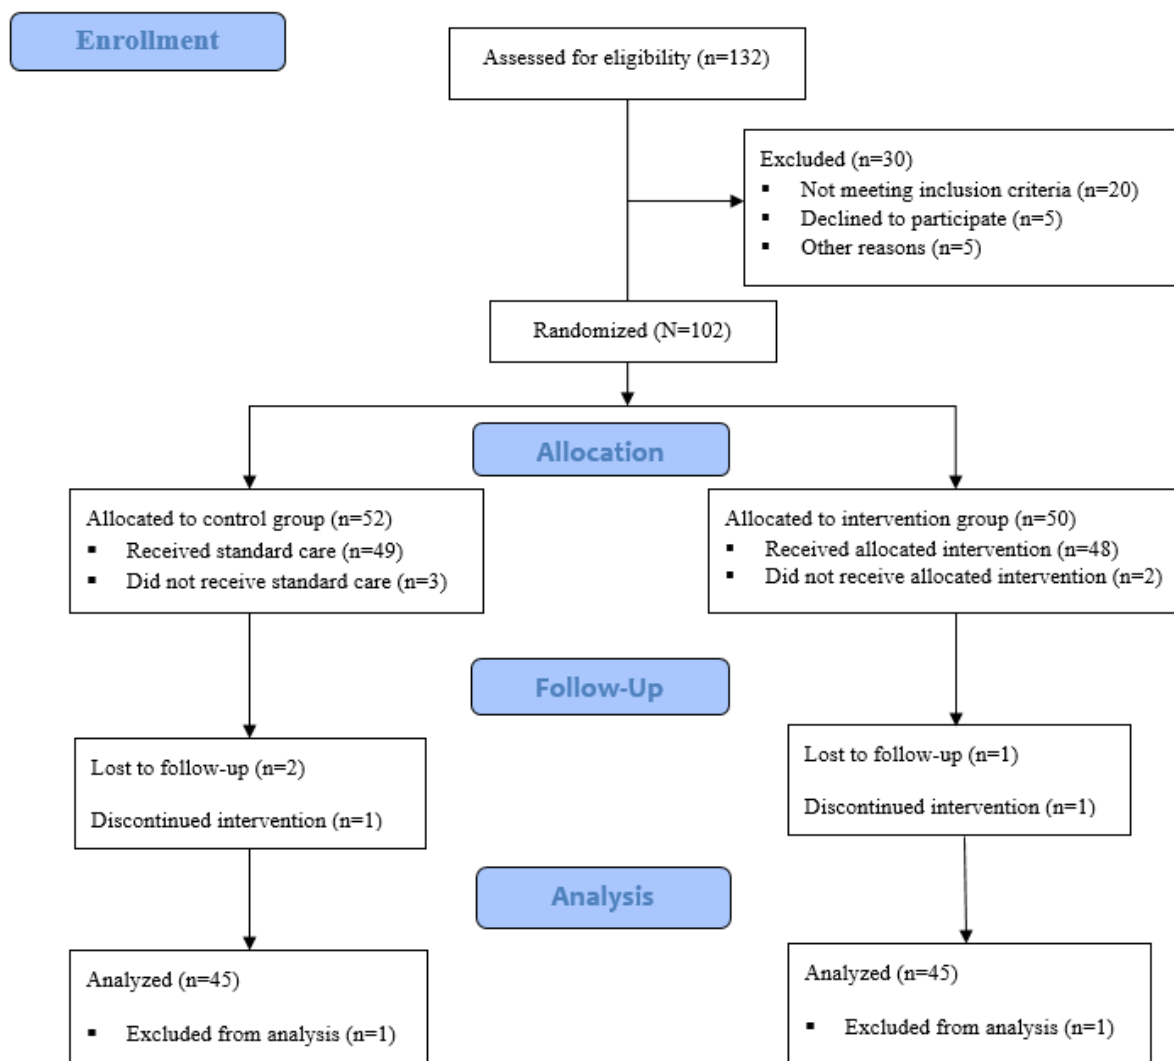 Enrollment
Assessed for eligibility (n=132)
Excluded (n=30)
▪ Not meeting inclusion criteria (n=20)
▪ Declined to participate (n=5)
▪ Other reasons (n=5)
Randomized (N=102)
Allocation
Allocated to control group (n=52)
▪ Received standard care (n=49)
▪ Did not receive standard care (n=3)
Allocated to intervention group (n=50)
▪ Received allocated intervention (n=48)
▪ Did not receive allocated intervention (n=2)
Follow-Up
Lost to follow-up (n=2)
Discontinued intervention (n=1)
Lost to follow-up (n=1)
Discontinued intervention (n=1)
Analysis
Analyzed (n=45)
▪ Excluded from analysis (n=1)
Analyzed (n=45)
▪ Excluded from analysis (n=1)